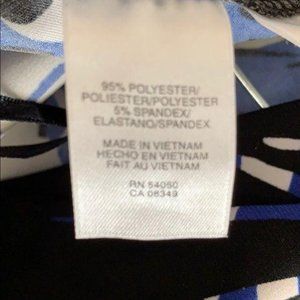 95% POLYESTER/
POLIESTER/POLYESTER
5% SPANDEX/
ELASTANO/SPANDEX
MADE IN VIETNAM
HECHO EN VIETNAM
FAIT AU VIETNAM
RN 54050
CA 08349